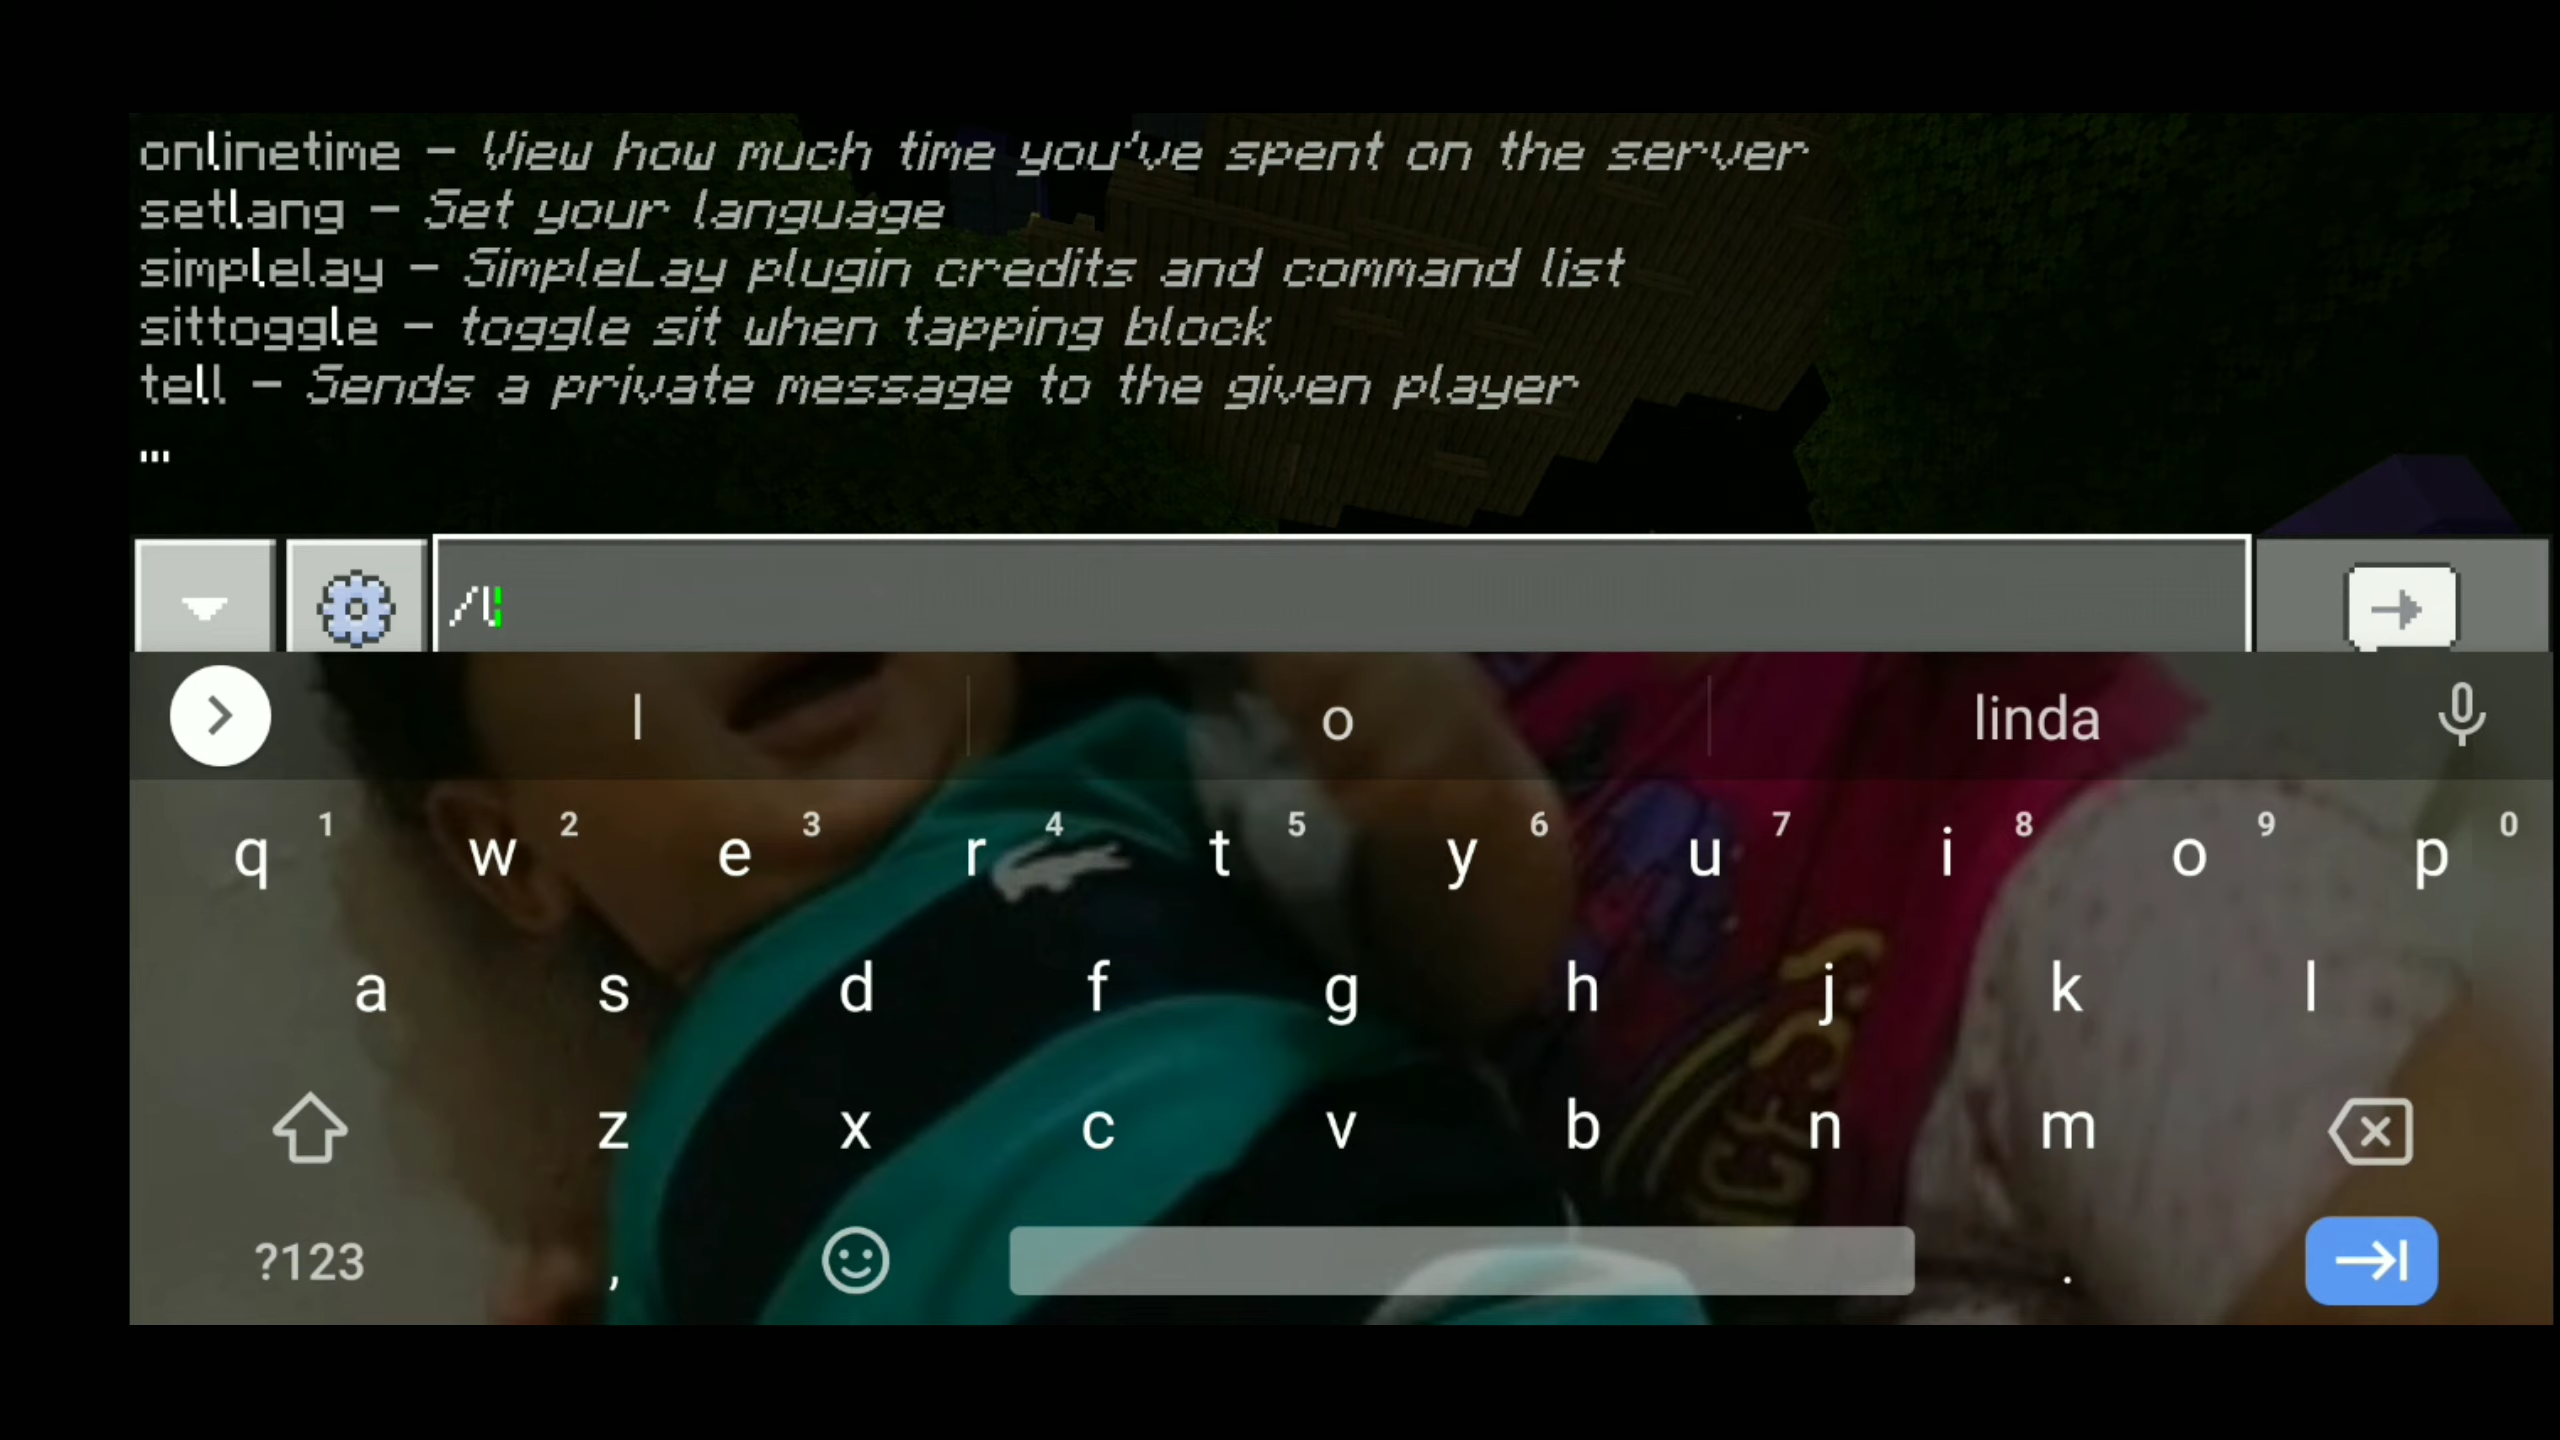 onlinetime – View how much time you've spent on the server
setlang – Set your language
simplelay – SimpleLay plugin credits and command list
sittoggle – toggle sit when tapping block
tell – Sends a private message to the given player
...
/l
l o linda
q 1 w 2 e 3 r 4 t 5 y 6 u 7 i 8 o 9 p 0
a s d f g h j k l
z x c v b n m
?123 , .